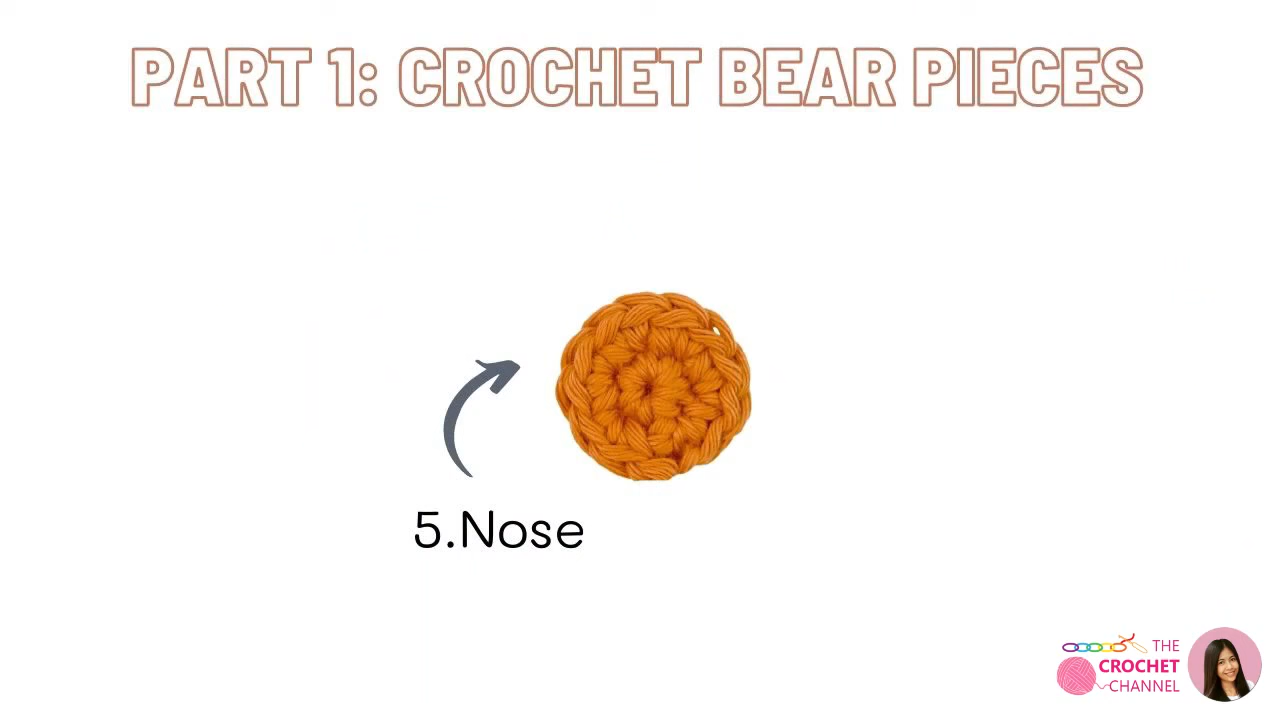 PART 1: CROCHET BEAR PIECES
5.Nose
THE
CROCHET
CHANNEL